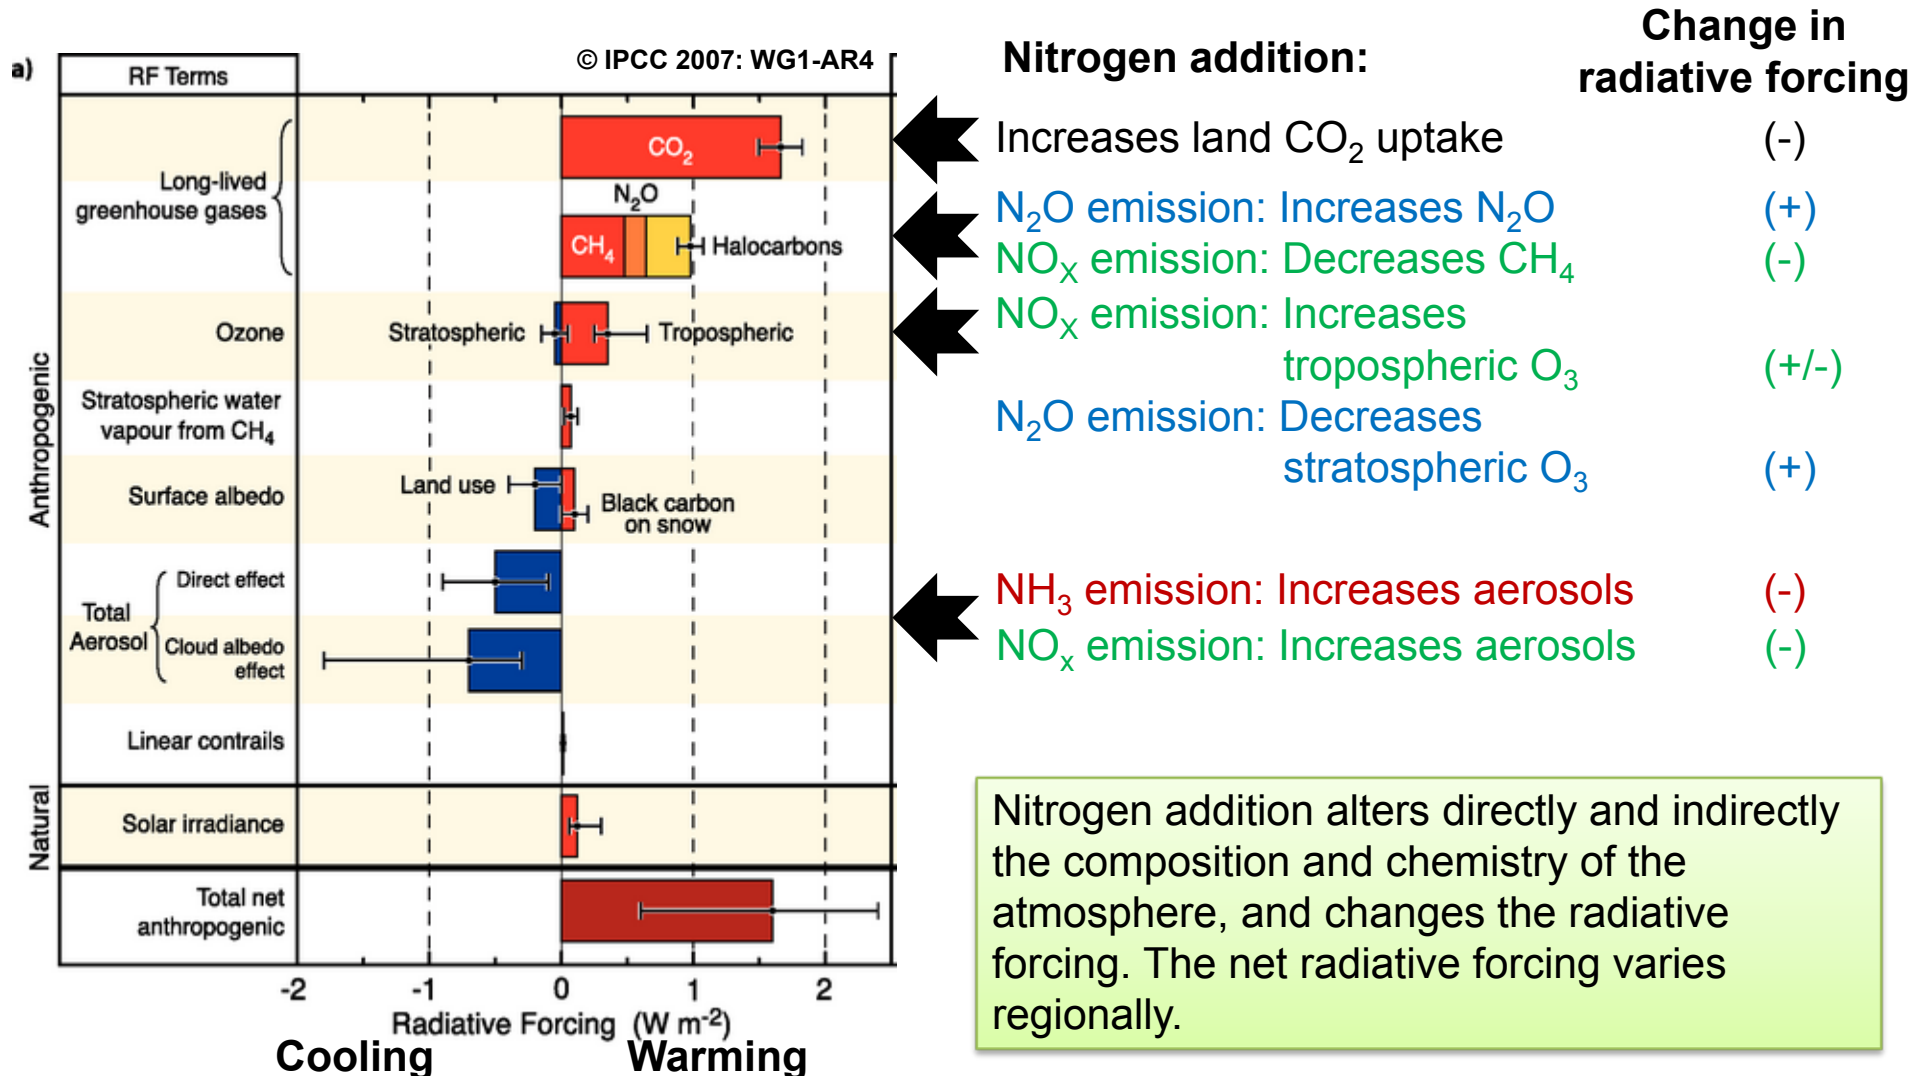 a)
RF Terms
© IPCC 2007: WG1-AR4
Anthropogenic
Long-lived
greenhouse gases
CO₂
N₂O
CH₄
Halocarbons
Ozone
Stratospheric
Tropospheric
Stratospheric water
vapour from CH₄
Surface albedo
Land use
Black carbon
on snow
Total
Aerosol
Direct effect
Cloud albedo
effect
Linear contrails
Natural
Solar irradiance
Total net
anthropogenic
-2 -1 0 1 2
Radiative Forcing (W m⁻²)
Cooling Warming
Nitrogen addition:
Change in
radiative forcing
Increases land CO₂ uptake (-)
N₂O emission: Increases N₂O (+)
NOX emission: Decreases CH₄ (-)
NOX emission: Increases
tropospheric O₃ (+/-)
N₂O emission: Decreases
stratospheric O₃ (+)
NH₃ emission: Increases aerosols (-)
NOx emission: Increases aerosols (-)
Nitrogen addition alters directly and indirectly
the composition and chemistry of the
atmosphere, and changes the radiative
forcing. The net radiative forcing varies
regionally.